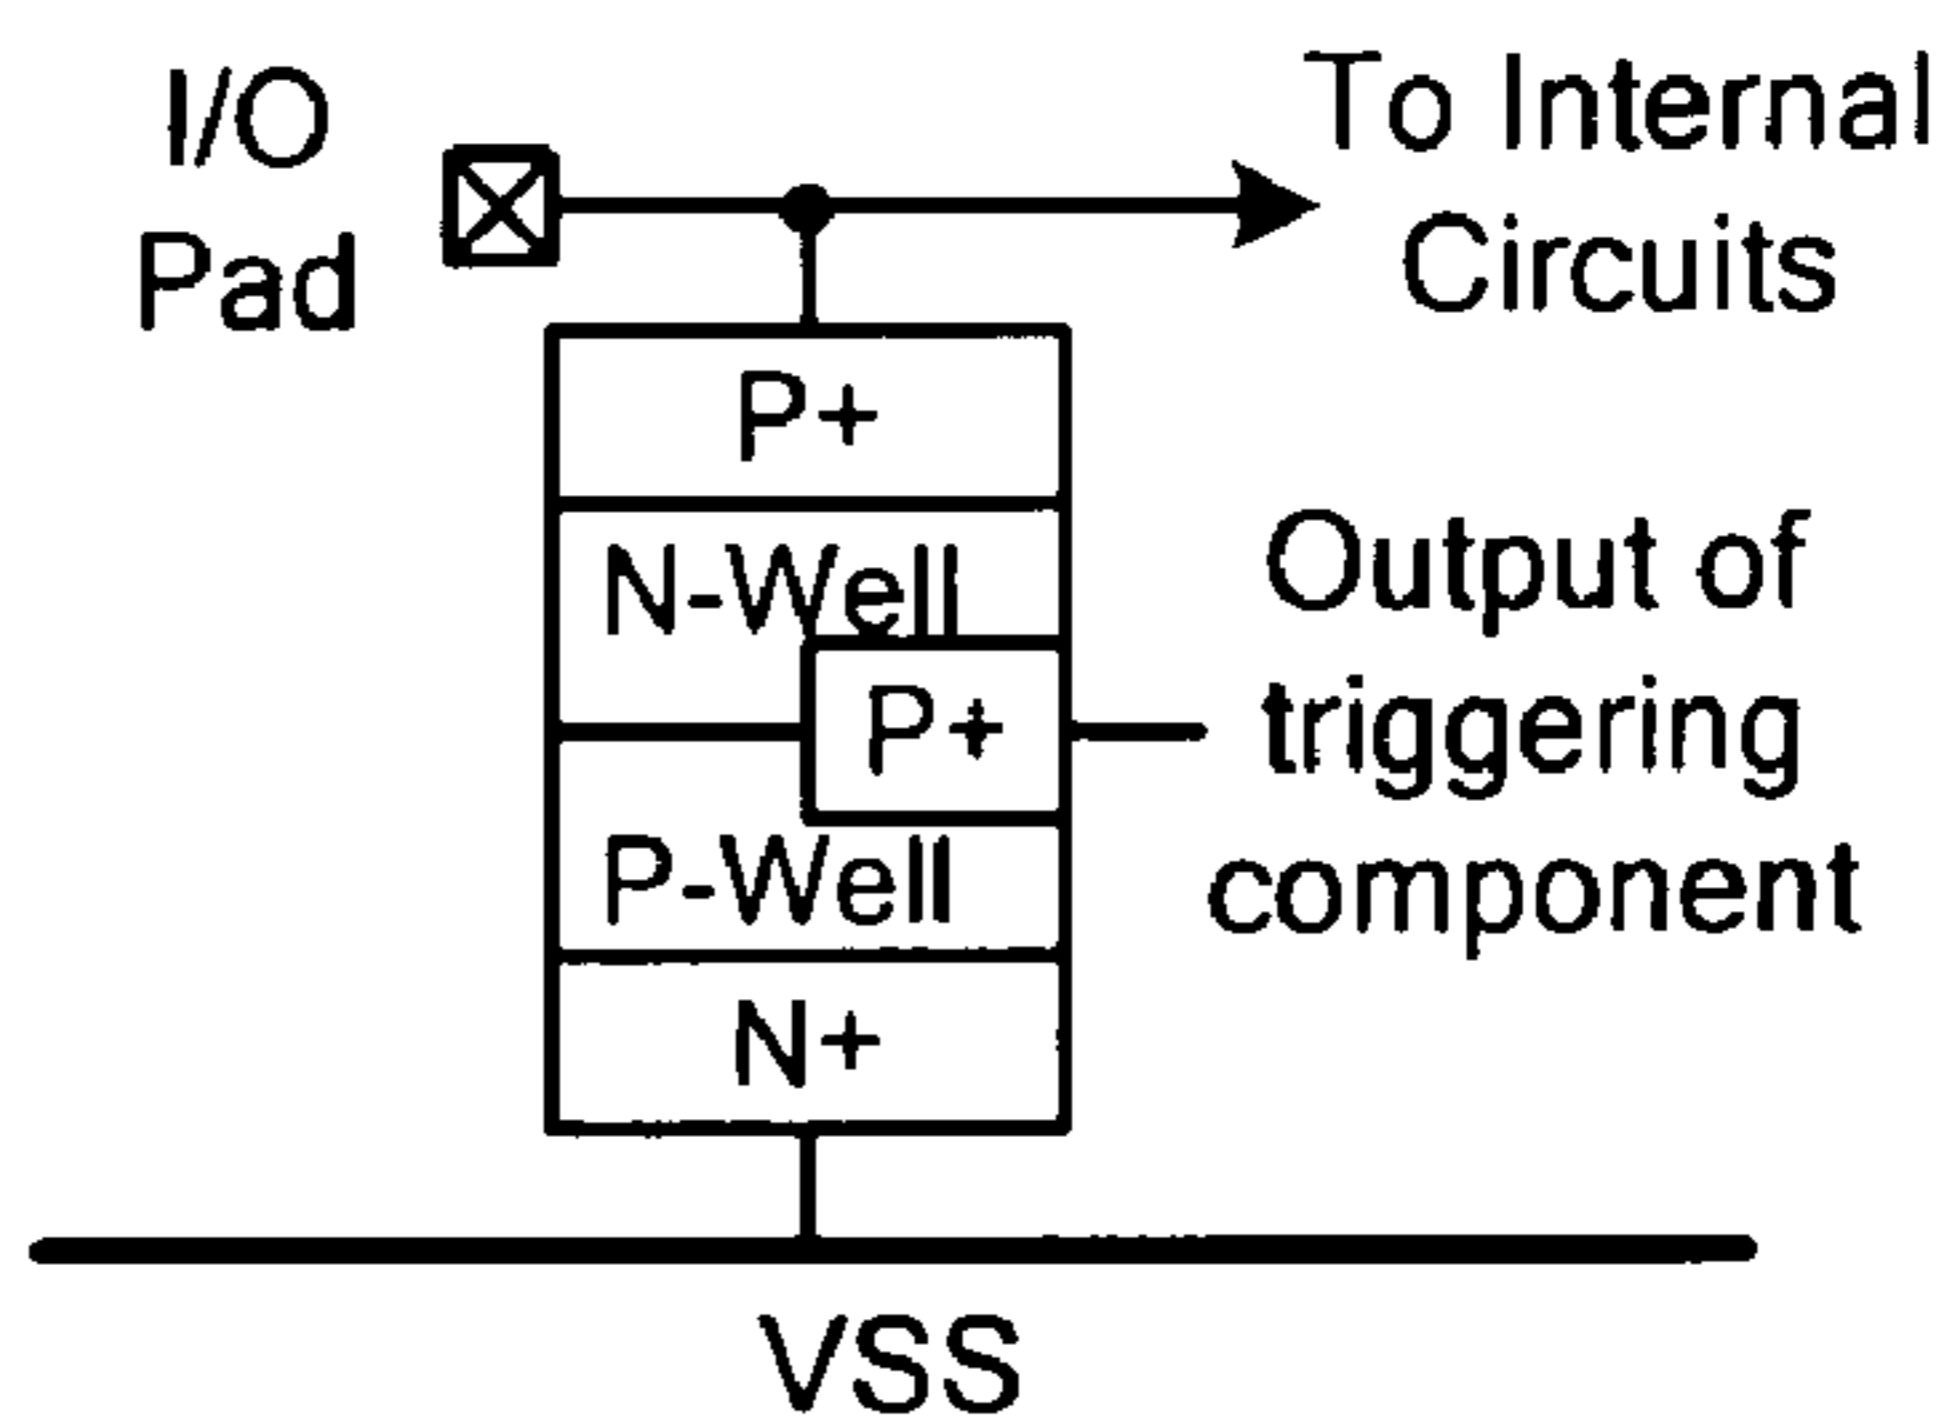 I/O
Pad
To Internal
Circuits
P+
N-Well
P+
Output of
triggering
component
P-Well
N+
VSS